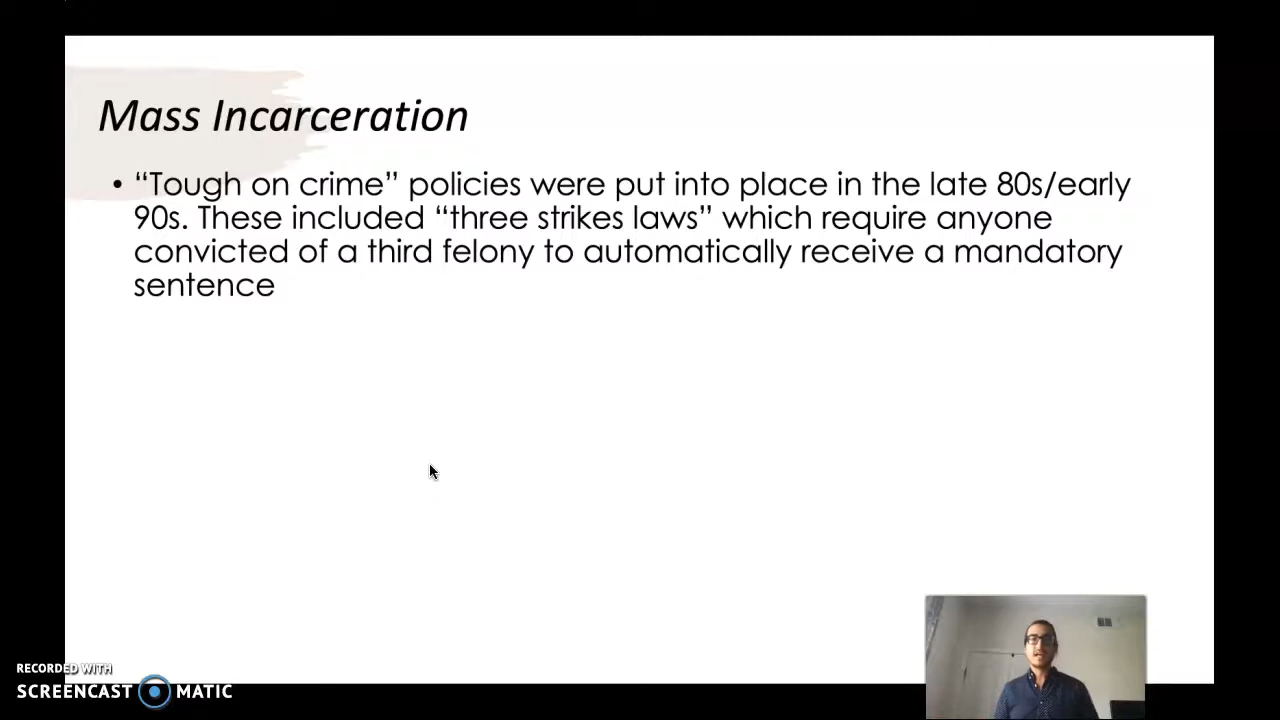 Mass Incarceration
• “Tough on crime” policies were put into place in the late 80s/early
90s. These included “three strikes laws” which require anyone
convicted of a third felony to automatically receive a mandatory
sentence
RECORDED WITH
SCREENCAST MATIC